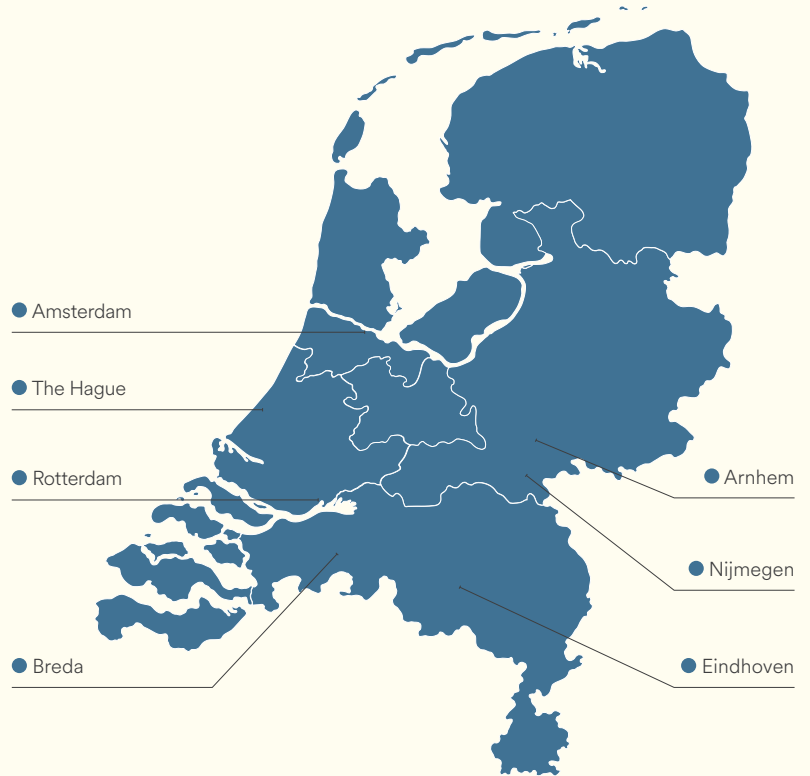 Amsterdam
The Hague
Rotterdam
Breda
Arnhem
Nijmegen
Eindhoven